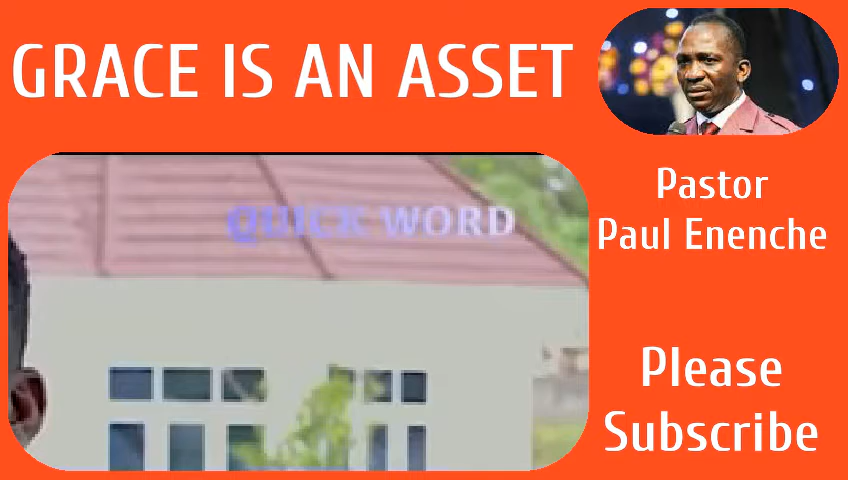 GRACE IS AN ASSET
QUICK WORD
Pastor
Paul Enenche
Please
Subscribe